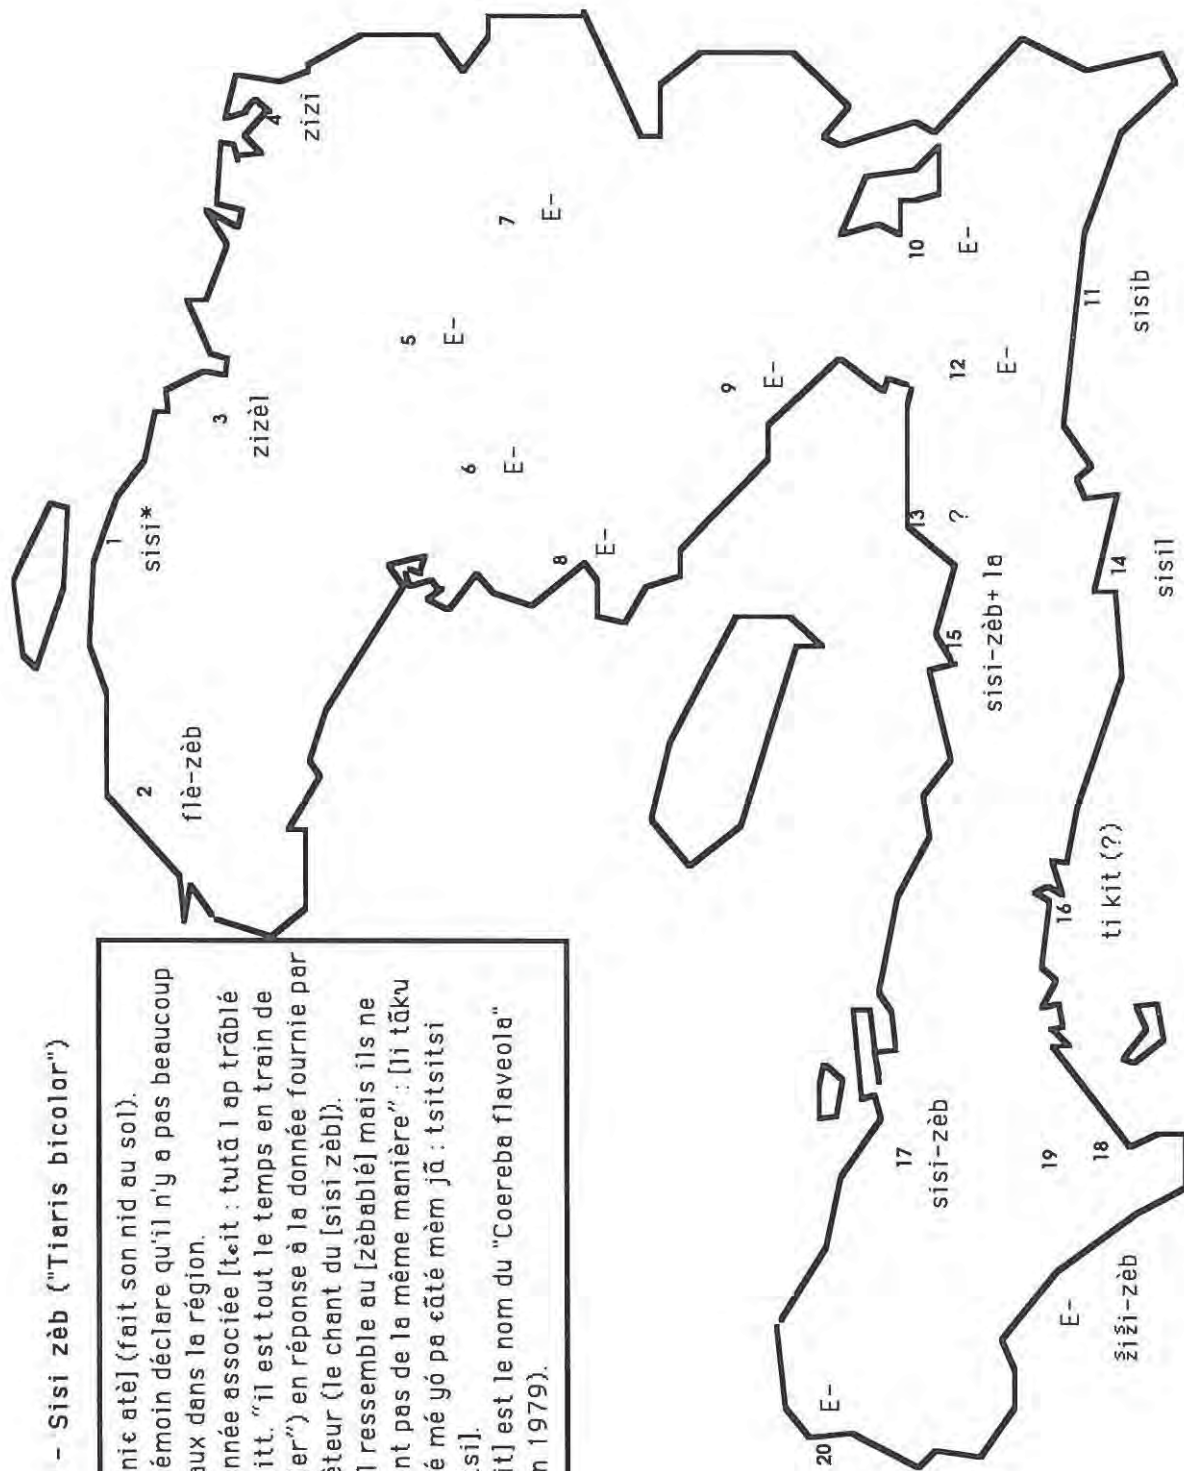 - Sisi zèb ("Tiaris bicolor")
niɛ atè] (fait son nid au sol).
émoin déclare qu'il n'y a pas beaucoup
aux dans la région.
nnée associée [tɕit : tutã l ap trãblé
itt. "il est tout le temps en train de
er") en réponse à la donnée fournie par
êteur (le chant du [sisi zèb]).
l ressemble au [zèbablé] mais ils ne
nt pas de la même manière" : [li tãku
é mé yó pa ɛãté mèm jã : tsitsitsi
si].
it] est le nom du "Coereba flaveola"
n 1979).
1
sisi*
2
flè-zèb
3
zizèl
4
zizi
5
E-
6
E-
7
E-
8
E-
9
E-
10
E-
11
sisib
12
E-
13
?
14
sisil
15
sisi-zèb+ la
16
ti kit (?)
17
sisi-zèb
18
19
E-
žiži-zèb
20
E-